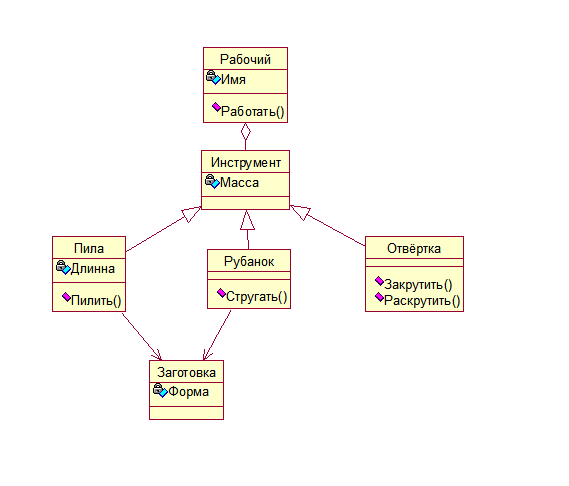 Рабочий
Имя
Работать()
Инструмент
Масса
Пила
Длинна
Пилить()
Рубанок
Стругать()
Отвёртка
Закрутить()
Раскрутить()
Заготовка
Форма